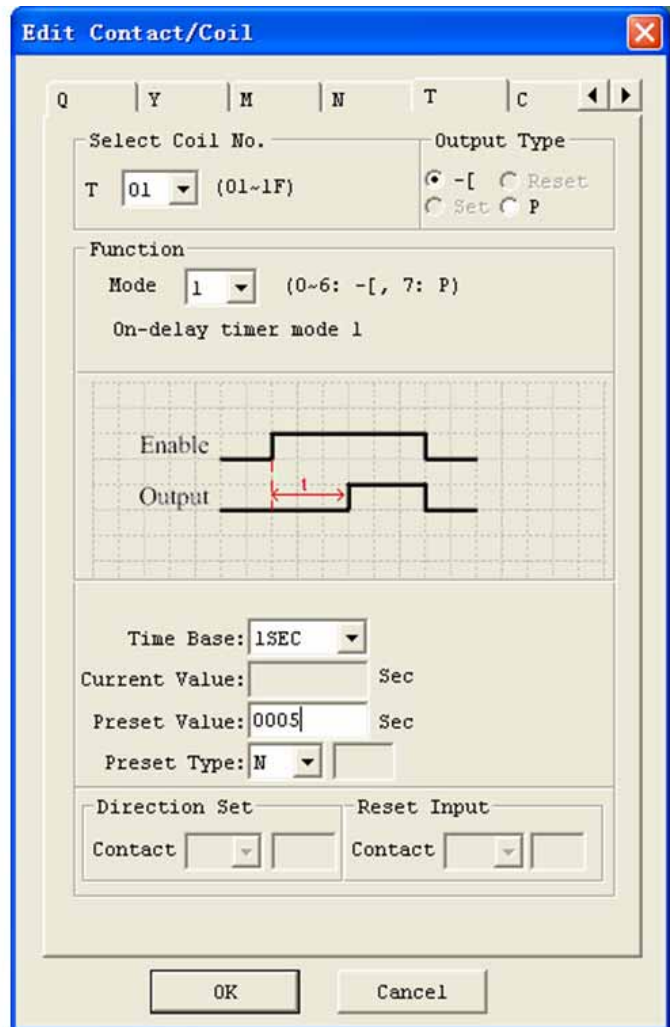 Edit Contact/Coil
Q Y M N T C
Select Coil No. Output Type
T 01 (01~1F) -[ Reset
Set P
Function
Mode 1 (0~6: -[, 7: P)
On-delay timer mode 1
Enable
t
Output
Time Base: 1SEC
Current Value: Sec
Preset Value: 0005 Sec
Preset Type: N
Direction Set Reset Input
Contact Contact
OK Cancel